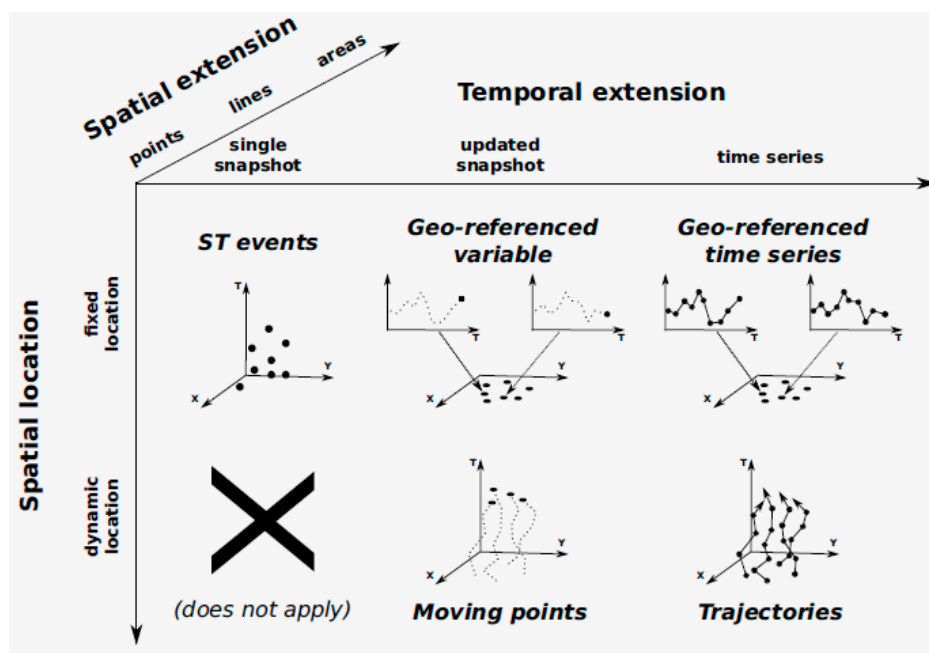 Spatial extension
points
lines
areas
Temporal extension
single
snapshot
updated
snapshot
time series
Spatial location
fixed
location
dynamic
location
ST events
T
Y
X
Geo-referenced
variable
T
T
Y
X
Geo-referenced
time series
T
T
Y
X
(does not apply)
T
Y
X
Moving points
T
Y
X
Trajectories